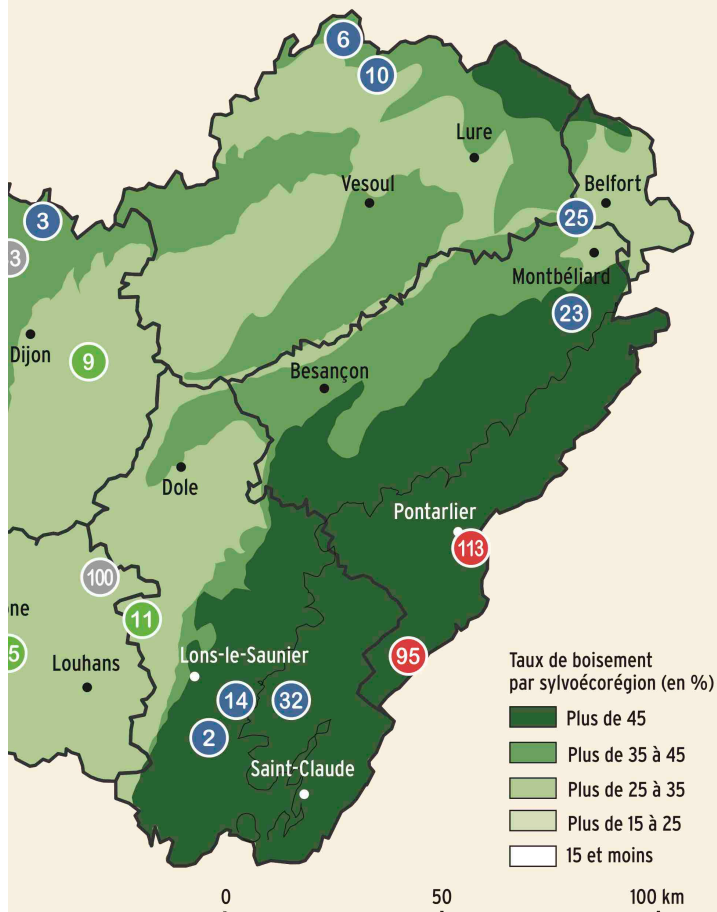 6
10
Lure
Vesoul
Belfort
3
25
3
Montbéliard
23
Dijon
9
Besançon
Dole
Pontarlier
113
100
one
11
5
Lons-le-Saunier
95
Louhans
14
32
2
Saint-Claude
Taux de boisement
par sylvoécorégion (en %)
Plus de 45
Plus de 35 à 45
Plus de 25 à 35
Plus de 15 à 25
15 et moins
0 50 100 km